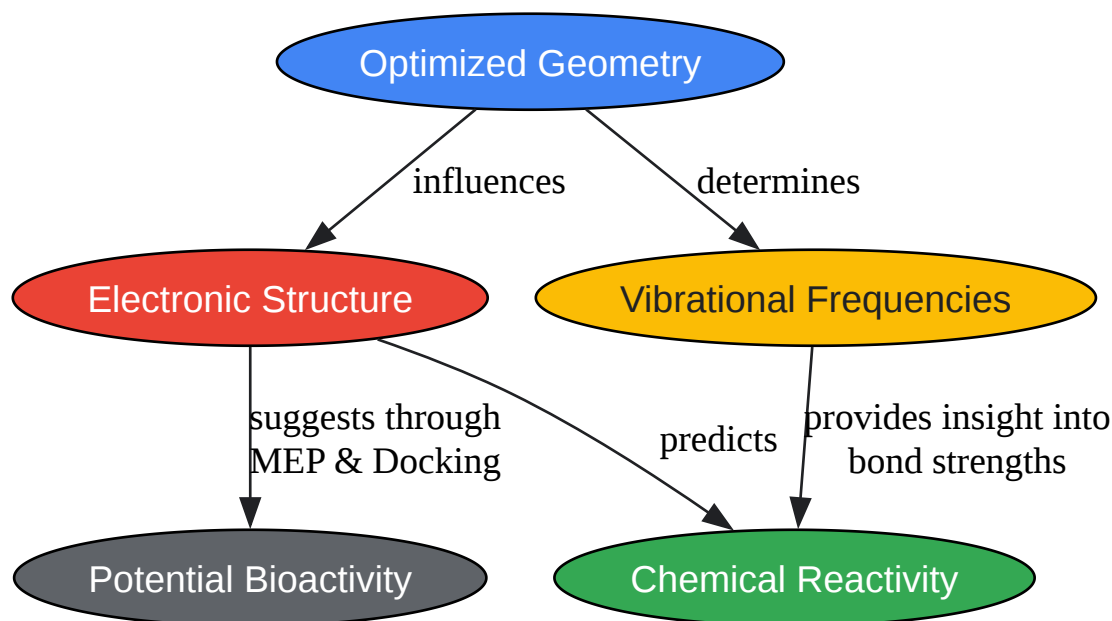 Optimized Geometry
influences
determines
Electronic Structure
Vibrational Frequencies
suggests through
MEP & Docking
predicts
provides insight into
bond strengths
Potential Bioactivity
Chemical Reactivity